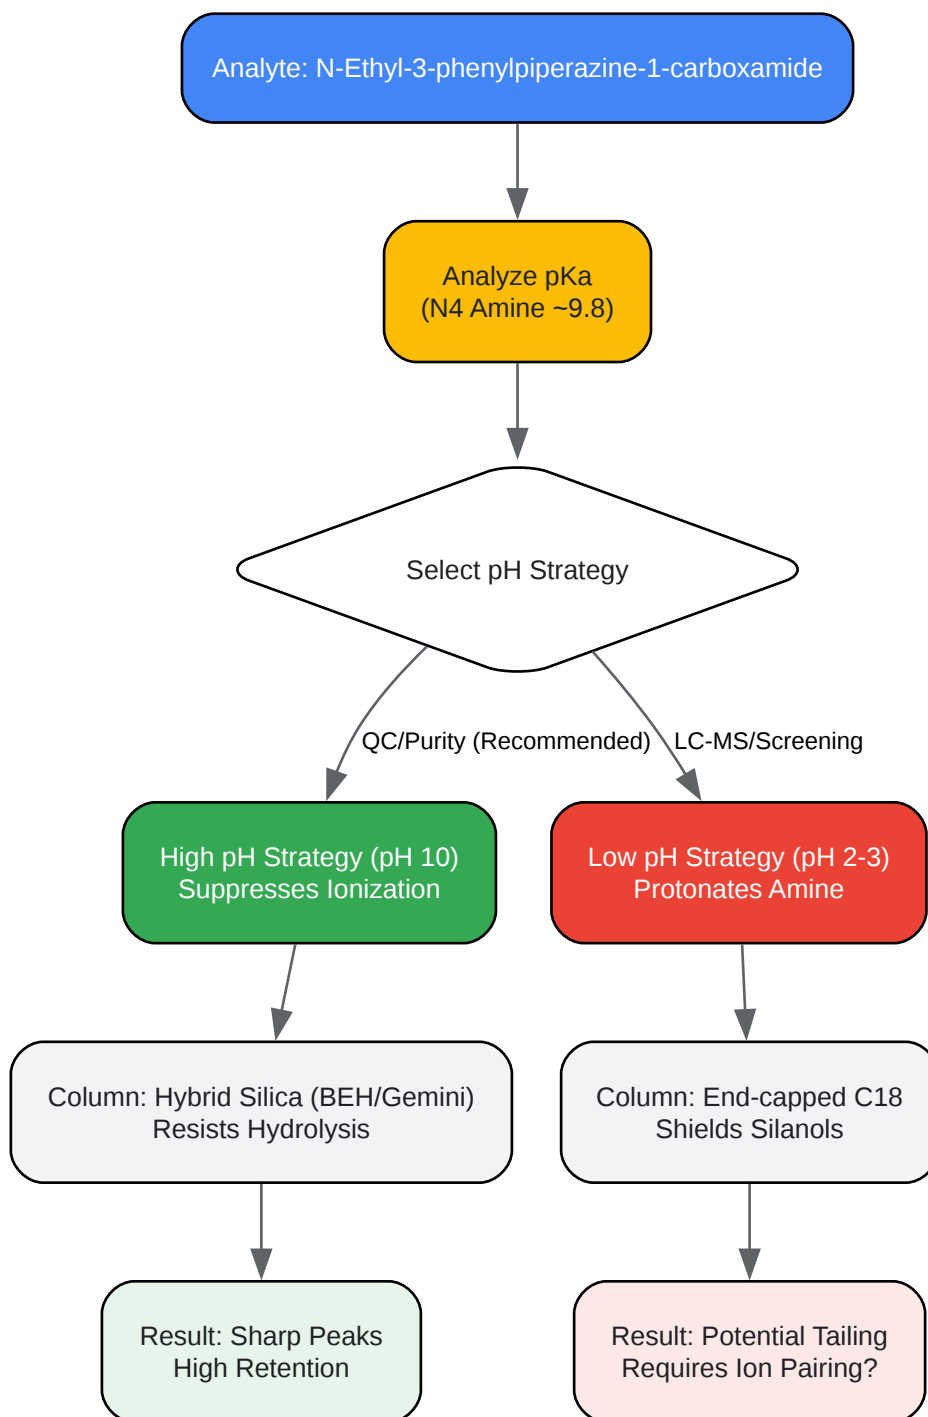 Analyte: N-Ethyl-3-phenylpiperazine-1-carboxamide
Analyze pKa
(N4 Amine ~9.8)
Select pH Strategy
QC/Purity (Recommended)
LC-MS/Screening
High pH Strategy (pH 10)
Suppresses Ionization
Low pH Strategy (pH 2-3)
Protonates Amine
Column: Hybrid Silica (BEH/Gemini)
Resists Hydrolysis
Column: End-capped C18
Shields Silanols
Result: Sharp Peaks
High Retention
Result: Potential Tailing
Requires Ion Pairing?